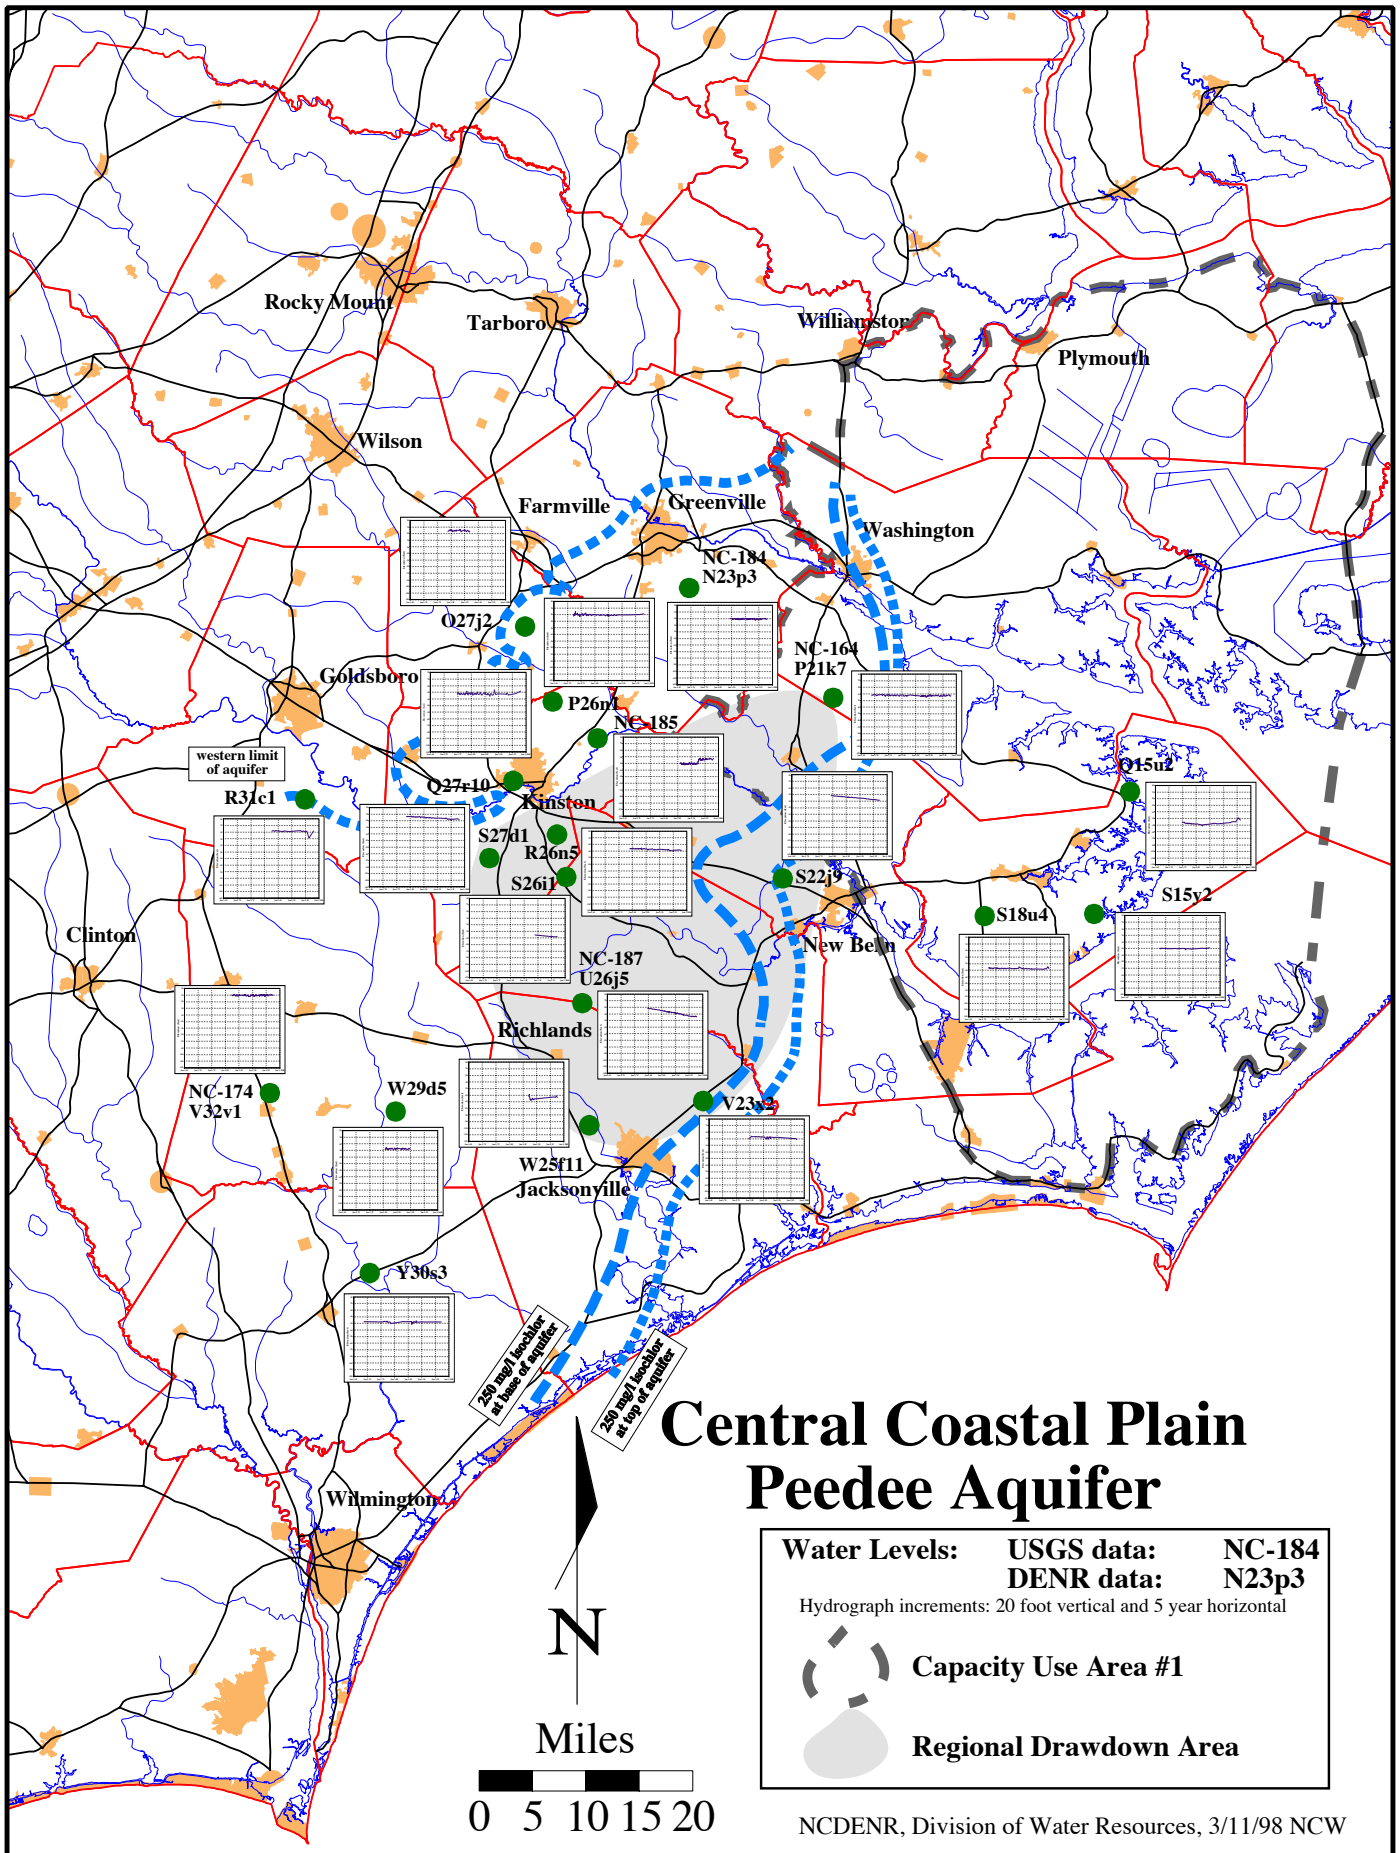 Rocky Mount
Tarboro
Williamston
Plymouth
Wilson
Farmville
Greenville
Washington
NC-184
N23p3
O27j2
NC-164
P21k7
Goldsboro
P26n1
NC-185
western limit
of aquifer
Q15u2
R31c1
Q27r10
Kinston
S27d1
R26n5
S26i1
S22j9
S15y2
S18u4
Clinton
New Bern
NC-187
U26j5
Richlands
NC-174
V32v1
W29d5
V23x2
W25f11
Jacksonville
Y30s3
250 mg/l isochlor
at base of aquifer
250 mg/l isochlor
at top of aquifer
Central Coastal Plain
Peedee Aquifer
Wilmington
Water Levels: USGS data: NC-184
DENR data: N23p3
Hydrograph increments: 20 foot vertical and 5 year horizontal
N
Capacity Use Area #1
Miles
Regional Drawdown Area
0 5 10 15 20
NCDENR, Division of Water Resources, 3/11/98 NCW